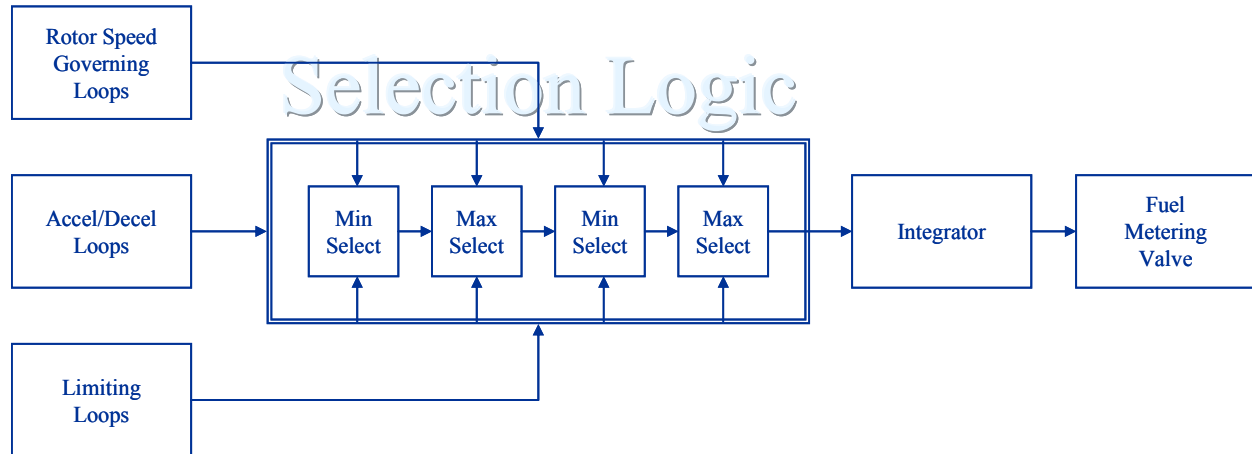 Rotor Speed
Governing
Loops
Selection Logic
Accel/Decel
Loops
Min
Select
Max
Select
Min
Select
Max
Select
Integrator
Fuel
Metering
Valve
Limiting
Loops